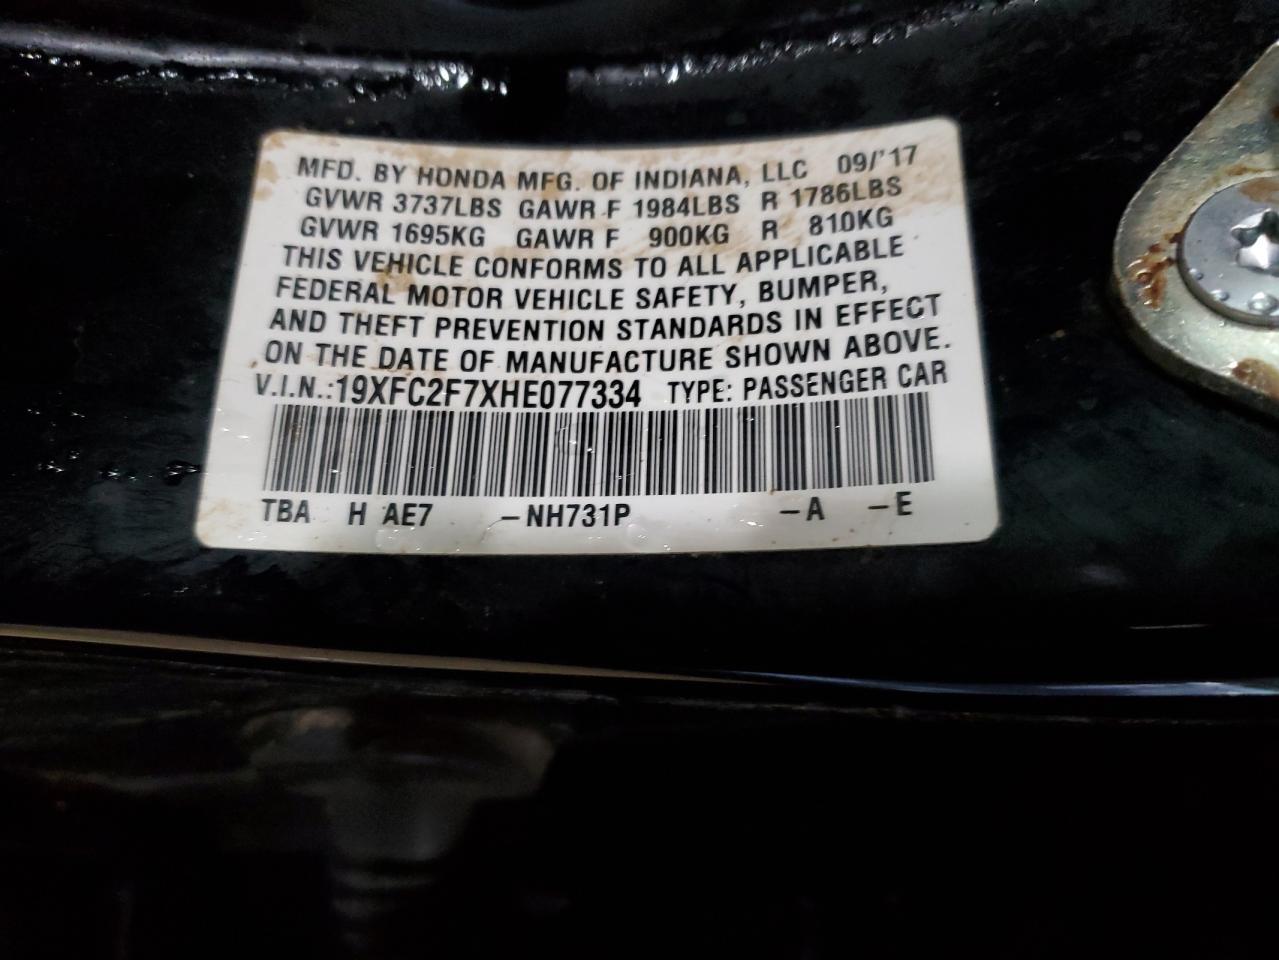 MFD. BY HONDA MFG. OF INDIANA, LLC 09/'17
GVWR 3737LBS GAWR F 1984LBS R 1786LBS
GVWR 1695KG GAWR F 900KG R 810KG
THIS VEHICLE CONFORMS TO ALL APPLICABLE
FEDERAL MOTOR VEHICLE SAFETY, BUMPER,
AND THEFT PREVENTION STANDARDS IN EFFECT
ON THE DATE OF MANUFACTURE SHOWN ABOVE.
V.I.N.:19XFC2F7XHE077334 TYPE: PASSENGER CAR
TBA H AE7 -NH731P -A -E